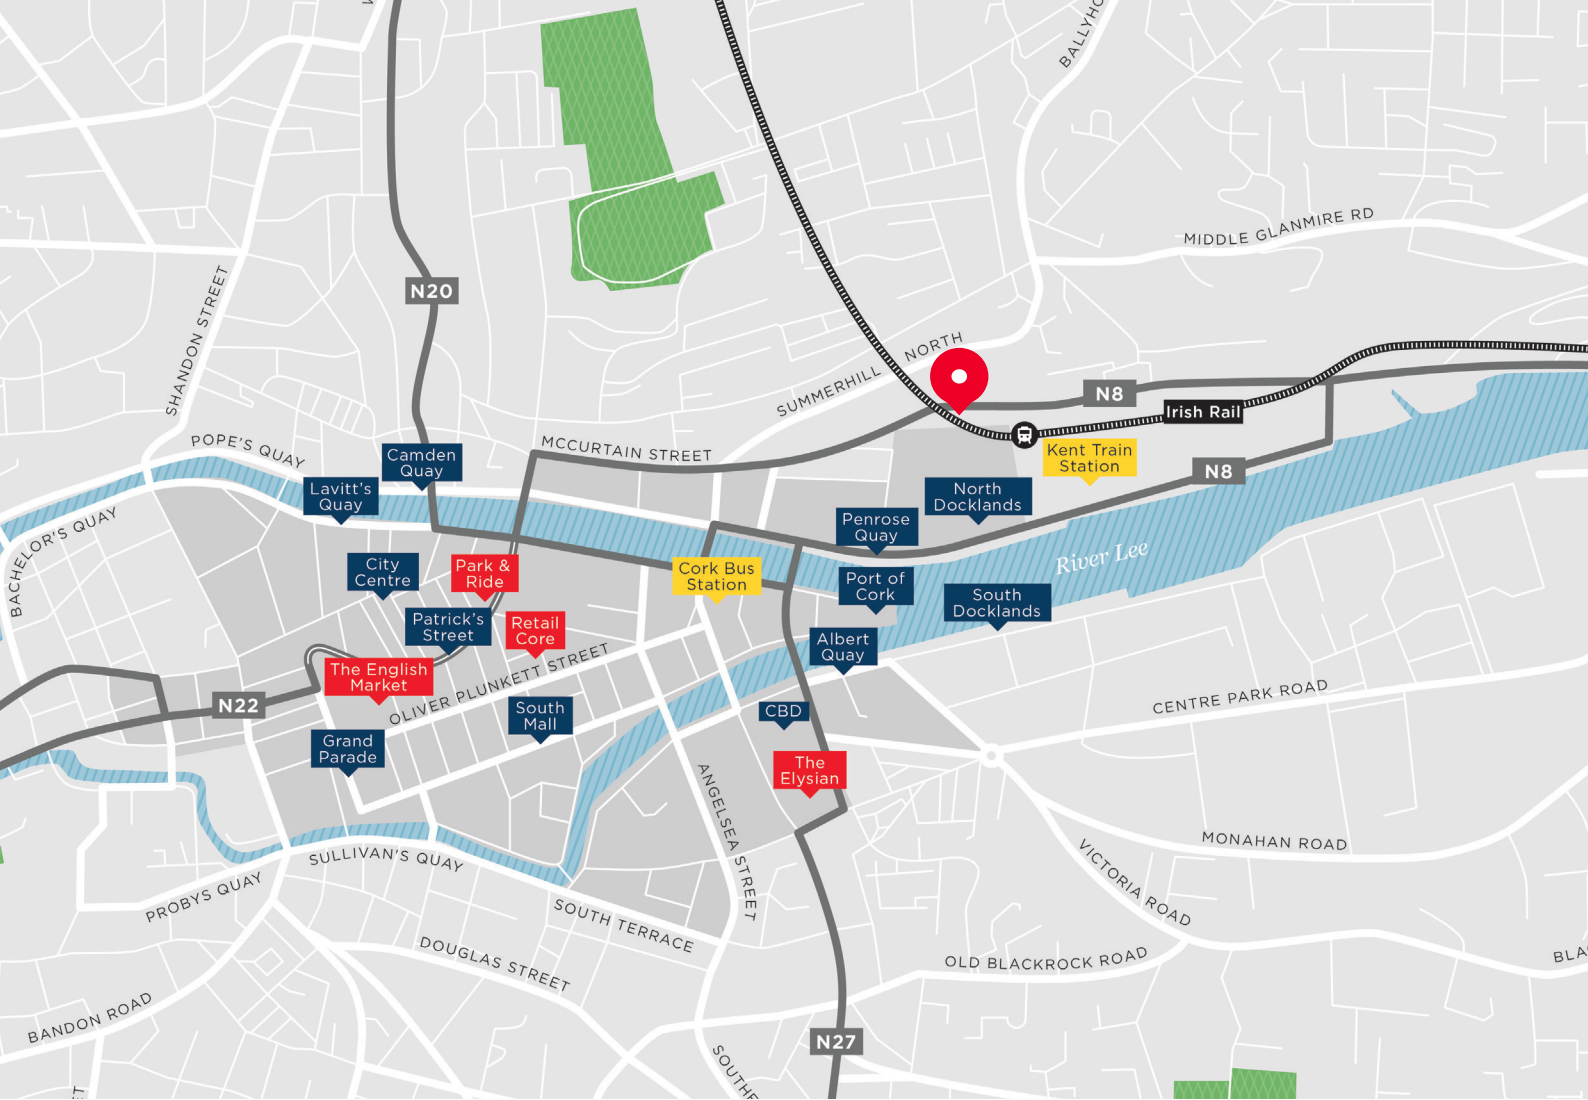 BALLYHO
MIDDLE GLANMIRE RD
N20
SHANDON STREET
SUMMERHILL NORTH
N8
Irish Rail
POPE'S QUAY
Camden
Quay
MCCURTAIN STREET
Kent Train
Station
N8
Lavitt's
Quay
North
Docklands
BACHELOR'S QUAY
Penrose
Quay
River Lee
City
Centre
Park &
Ride
Cork Bus
Station
Port of
Cork
South
Docklands
Patrick's
Street
Retail
Core
Albert
Quay
The English
Market
OLIVER PLUNKETT STREET
N22
South
Mall
CBD
CENTRE PARK ROAD
Grand
Parade
The
Elysian
ANGELSEA STREET
MONAHAN ROAD
SULLIVAN'S QUAY
VICTORIA ROAD
PROBYS QUAY
SOUTH TERRACE
DOUGLAS STREET
OLD BLACKROCK ROAD
BLA
BANDON ROAD
N27
SOUTHE
ET